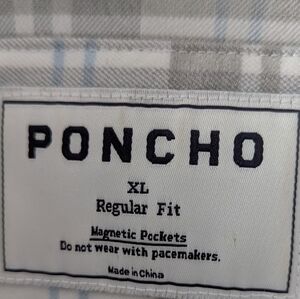 PONCHO
XL
Regular Fit
Magnetic Pockets
Do not wear with pacemakers.
Made in China